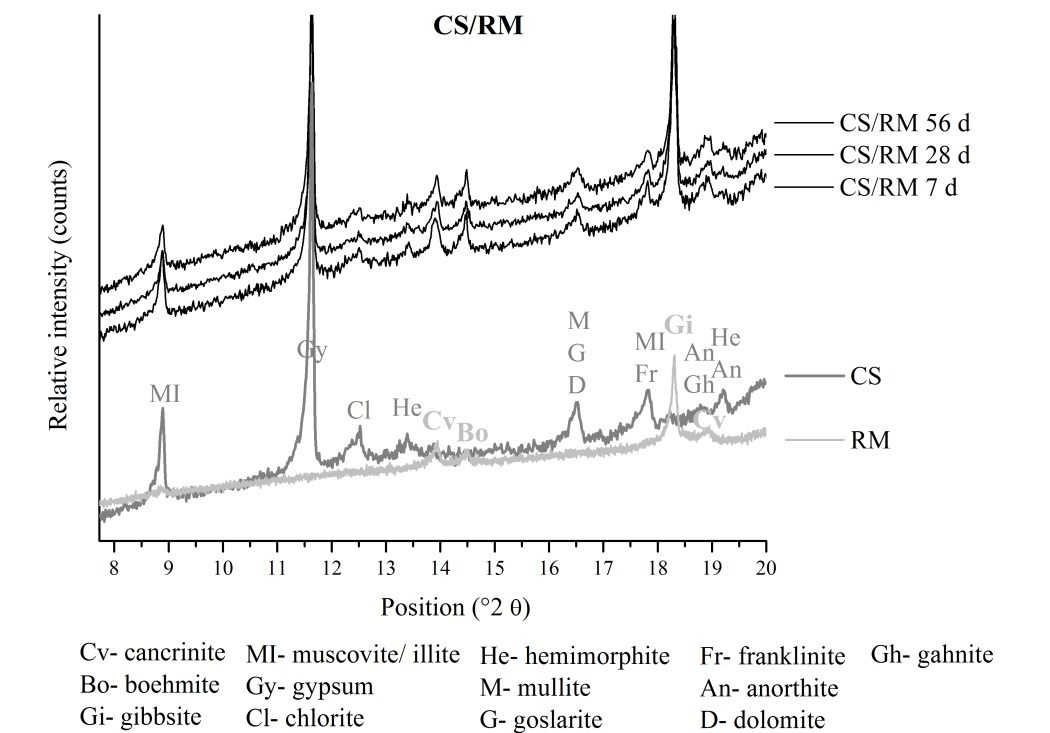 CS/RM
Relative intensity (counts)
CS/RM 56 d
CS/RM 28 d
CS/RM 7 d
CS
RM
MI
Gy
Cl
He
Cv
Bo
M
G
D
MI
Fr
Gi
An
Gh
He
An
Cv
8 9 10 11 12 13 14 15 16 17 18 19 20
Position (°2 θ)
Cv- cancrinite MI- muscovite/ illite He- hemimorphite Fr- franklinite Gh- gahnite
Bo- boehmite Gy- gypsum M- mullite An- anorthite
Gi- gibbsite Cl- chlorite G- goslarite D- dolomite